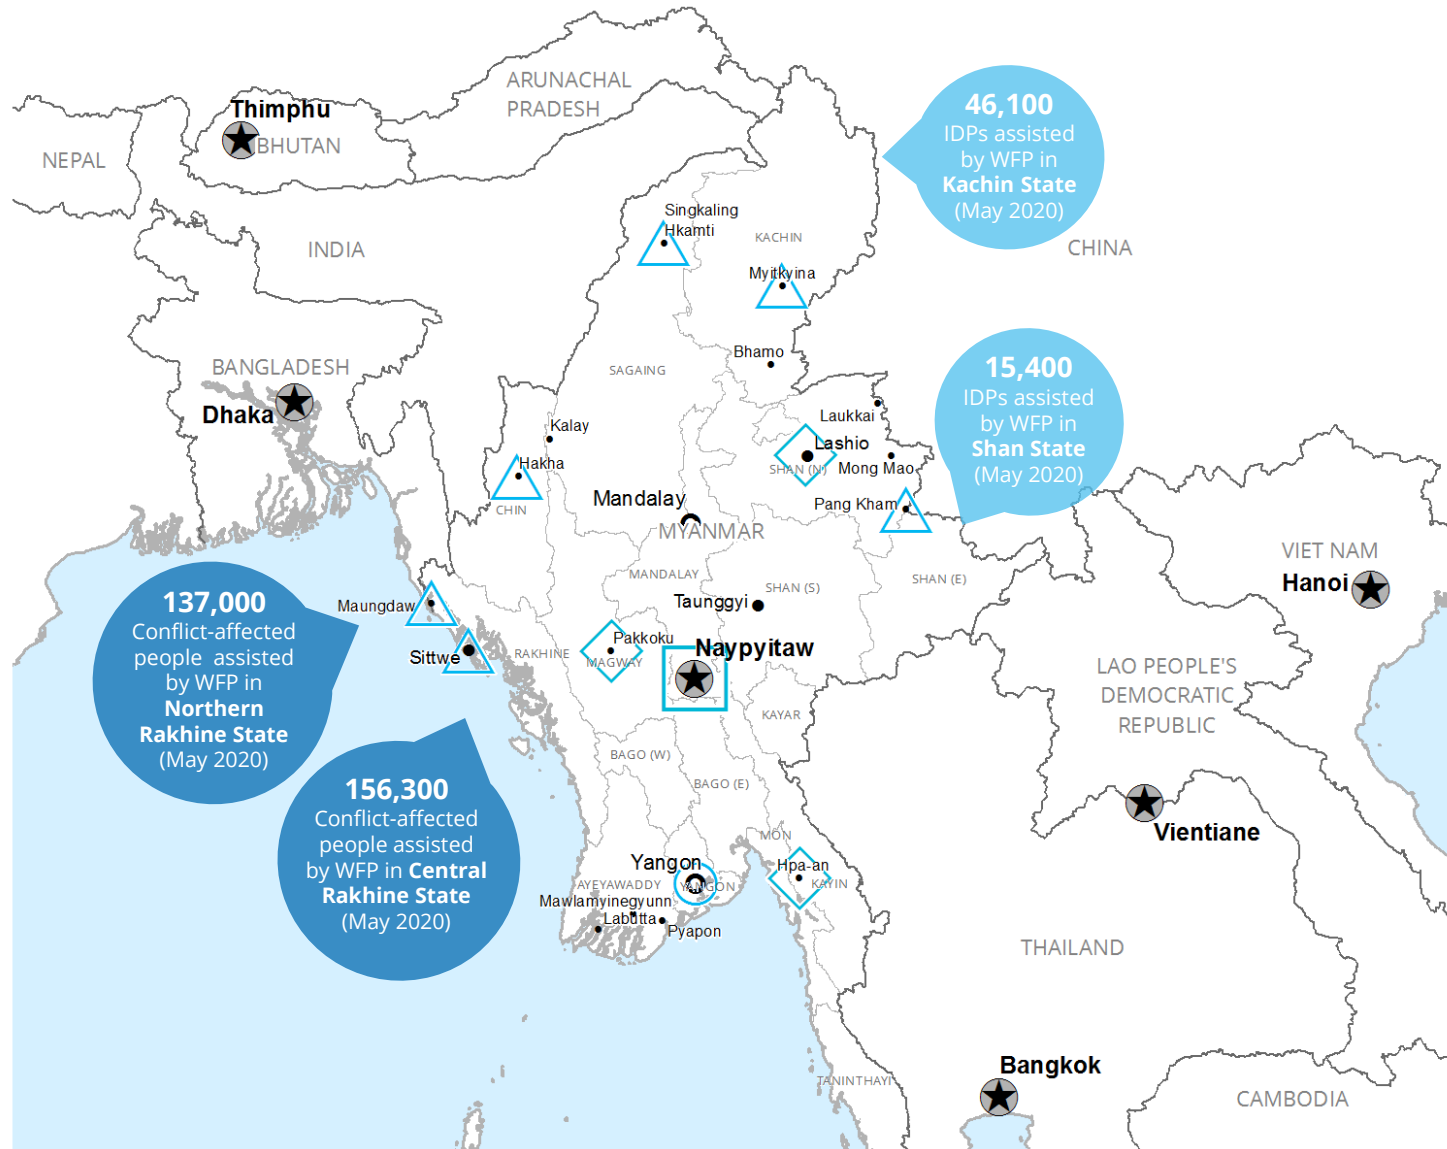 ARUNACHAL
PRADESH
Thimphu
BHUTAN
NEPAL
46,100
IDPs assisted
by WFP in
Kachin State
(May 2020)
Singkaling
Hkamti
KACHIN
INDIA
CHINA
Myitkyina
Bhamo
SAGAING
BANGLADESH
Dhaka
15,400
IDPs assisted
by WFP in
Shan State
(May 2020)
Laukkai
Kalay
Lashio
SHAN (N)
Mong Mao
Hakha
CHIN
Mandalay
Pang Kham
MYANMAR
VIET NAM
Hanoi
MANDALAY
SHAN (S)
SHAN (E)
Taunggyi
137,000
Conflict-affected
people assisted
by WFP in
Northern
Rakhine State
(May 2020)
Maungdaw
Sittwe
RAKHINE
Pakkoku
MAGWAY
Naypyitaw
LAO PEOPLE'S
DEMOCRATIC
REPUBLIC
KAYAR
BAGO (W)
BAGO (E)
156,300
Conflict-affected
people assisted
by WFP in Central
Rakhine State
(May 2020)
Vientiane
MON
Yangon
YANGON
Hpa-an
KAYIN
AYEYAWADDY
Mawlamyinegyunn
Labutta
Pyapon
THAILAND
Bangkok
TANINTHAYI
CAMBODIA